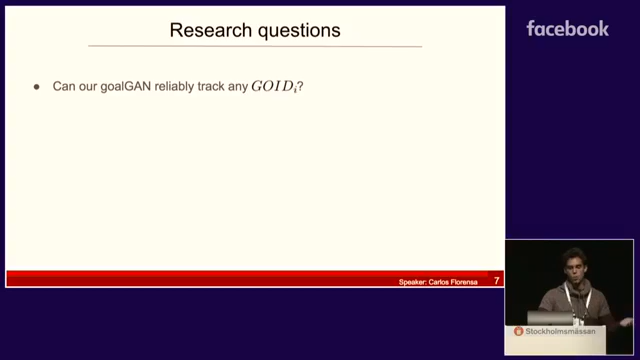 Research questions
facebook
● Can our goalGAN reliably track any GOID_i?
Speaker: Carlos Florensa 7
Stockholmsmässan